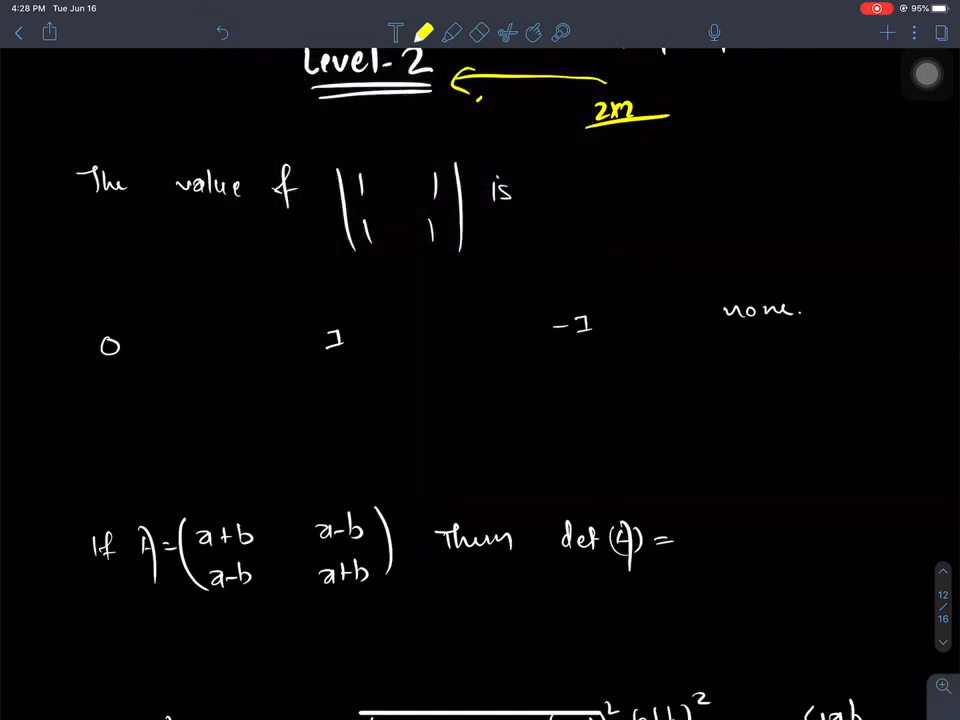 4:28 PM Tue Jun 16
95%
Level-2
2m
The value of | 1 1 | is
| 1 1 |
0 1 -1 none.
If A = ( a+b a-b ) Then det (A) =
( a-b a+b )
12
/
16